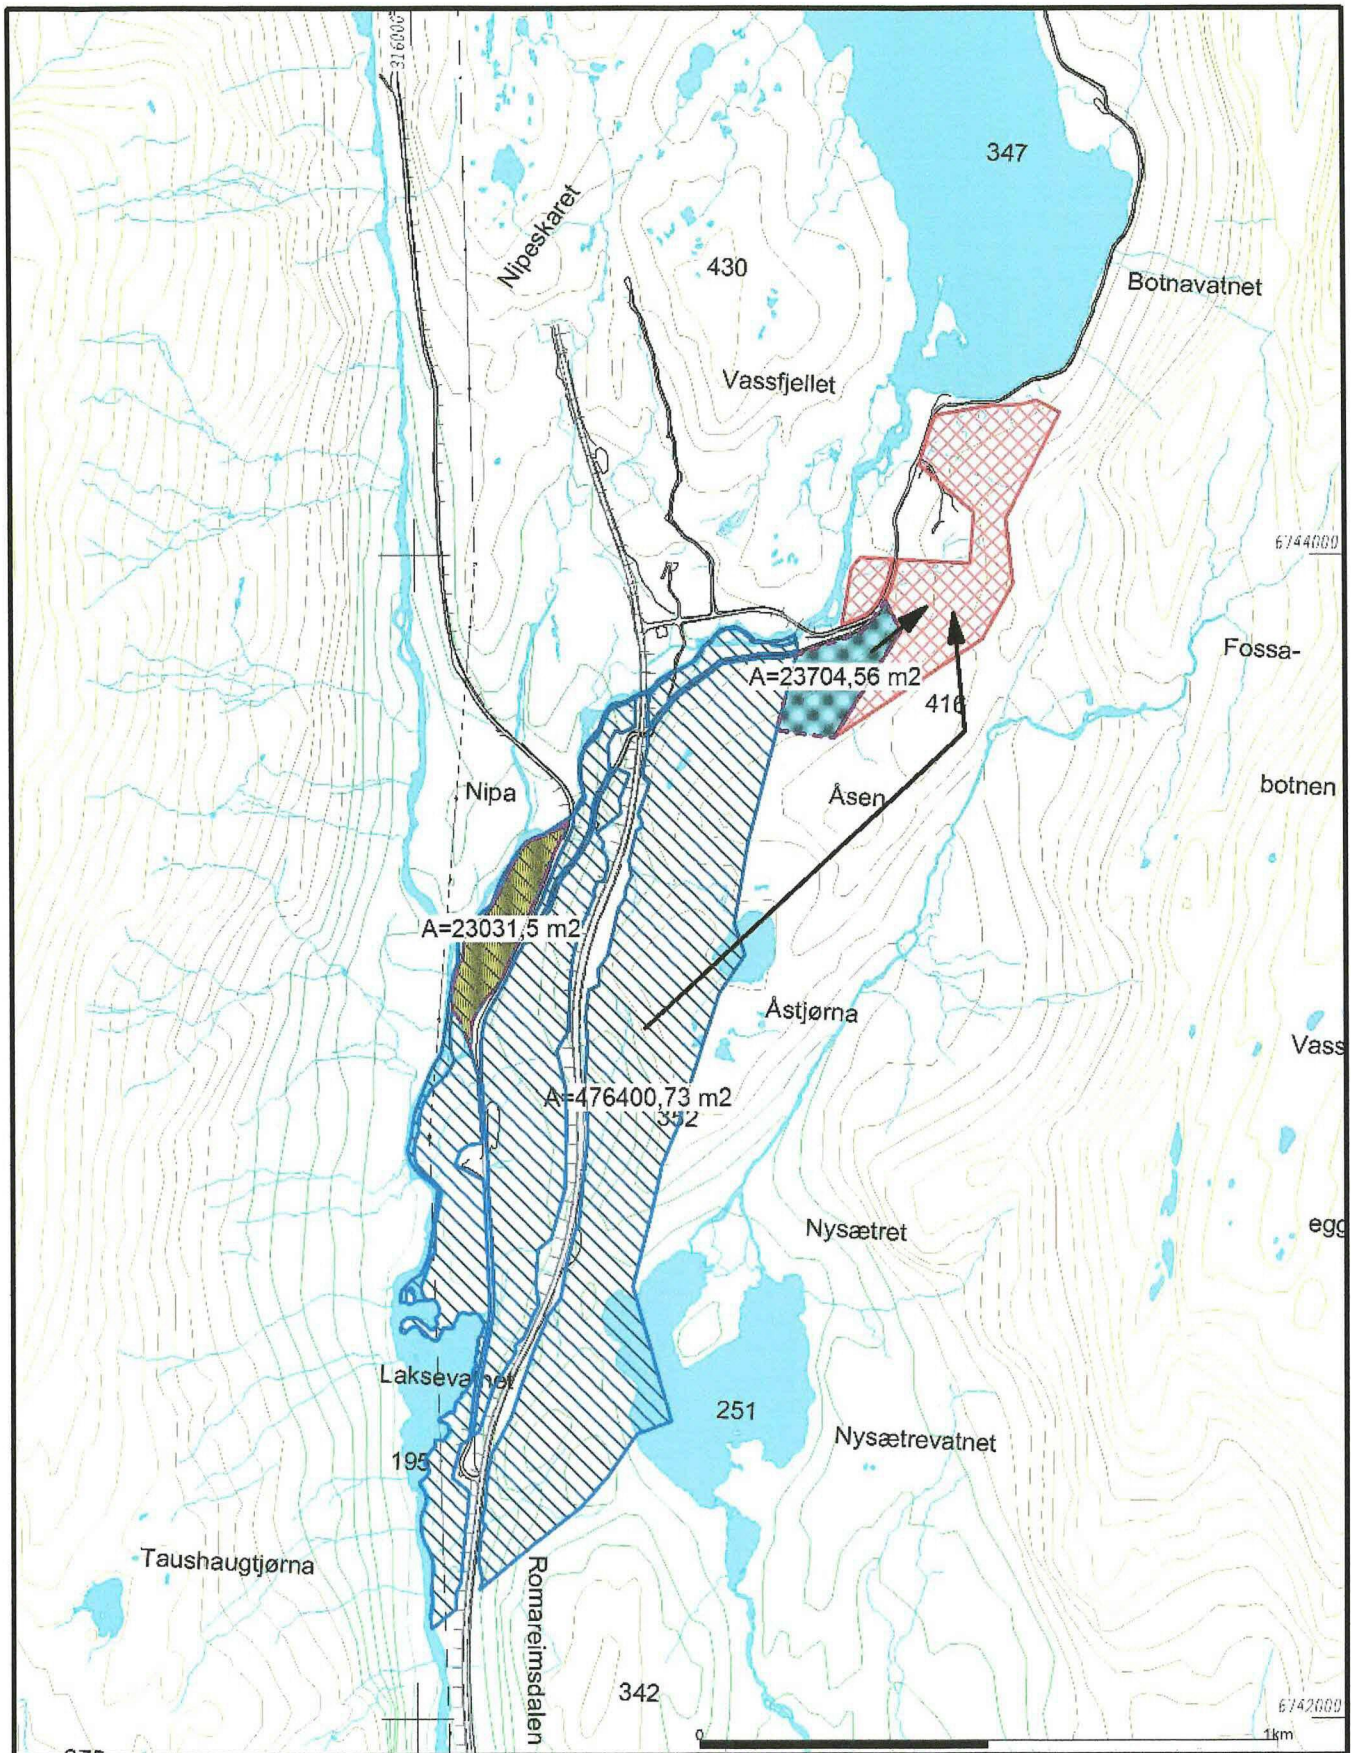 316000
347
Nipeskaret
430
Botnavatnet
Vassfjellet
6744000
Fossa-
A=23704,56 m2
416
botnen
Nipa
Åsen
A=23031,5 m2
Åstjørna
Vass
A=476400,73 m2
352
Nysætret
egg
Laksevatnet
251
Nysætrevatnet
195
Taushaugtjørna
Romareimsdalen
342
6742000
0
1km